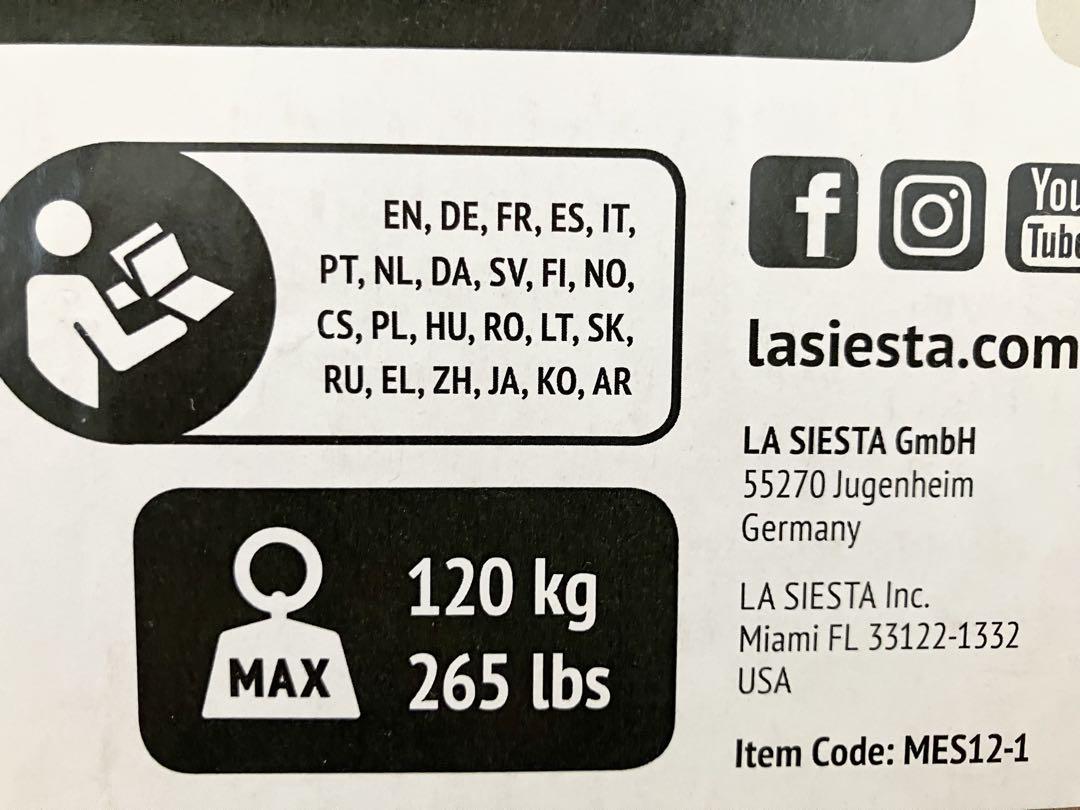 EN, DE, FR, ES, IT,
PT, NL, DA, SV, FI, NO,
CS, PL, HU, RO, LT, SK,
RU, EL, ZH, JA, KO, AR
MAX
120 kg
265 lbs
f
You
Tube
lasiesta.com
LA SIESTA GmbH
55270 Jugenheim
Germany
LA SIESTA Inc.
Miami FL 33122-1332
USA
Item Code: MES12-1